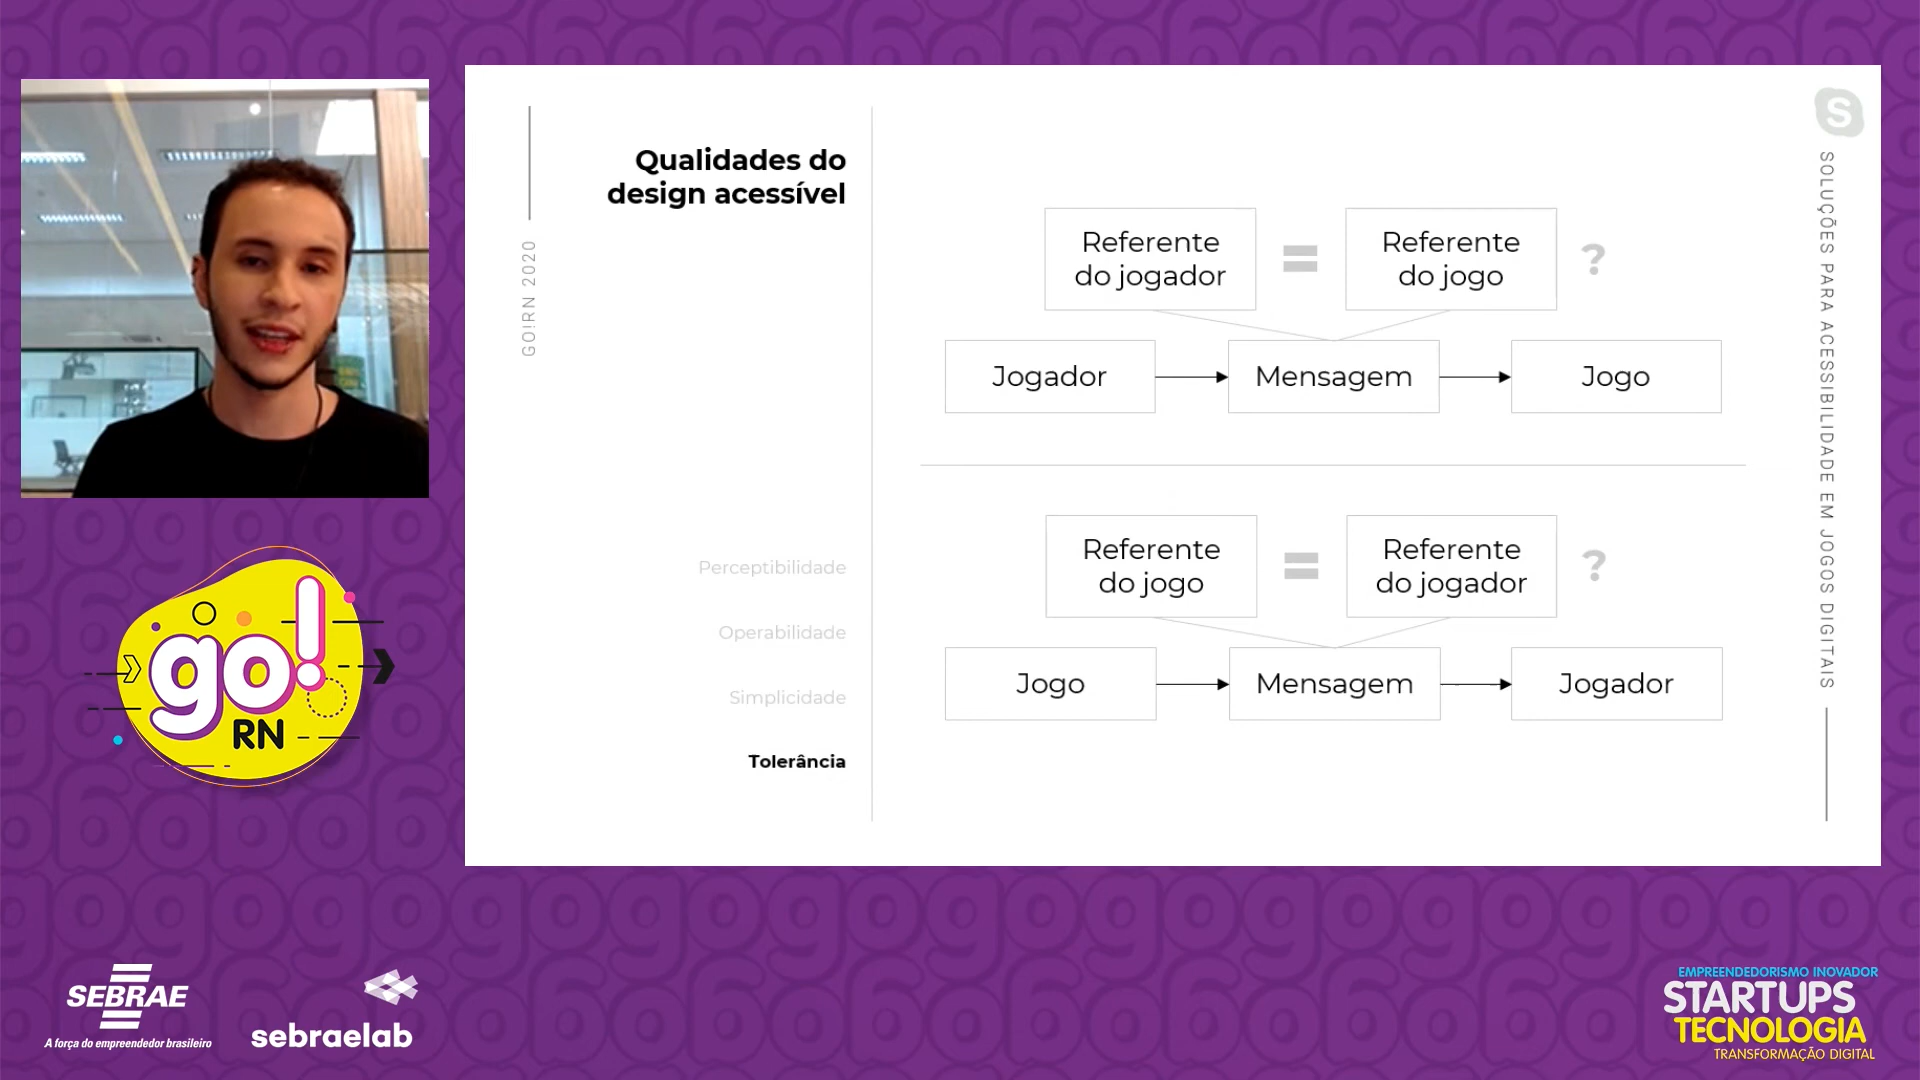 GO!RN 2020
Qualidades do
design acessível
Perceptibilidade
Operabilidade
Simplicidade
Tolerância
Referente
do jogador
=
Referente
do jogo
?
Jogador
Mensagem
Jogo
Referente
do jogo
=
Referente
do jogador
?
Jogo
Mensagem
Jogador
S
SOLUÇÕES PARA ACESSIBILIDADE EM JOGOS DIGITAIS
go!
RN
SEBRAE
A força do empreendedor brasileiro
sebraelab
EMPREENDEDORISMO INOVADOR
STARTUPS
TECNOLOGIA
TRANSFORMAÇÃO DIGITAL